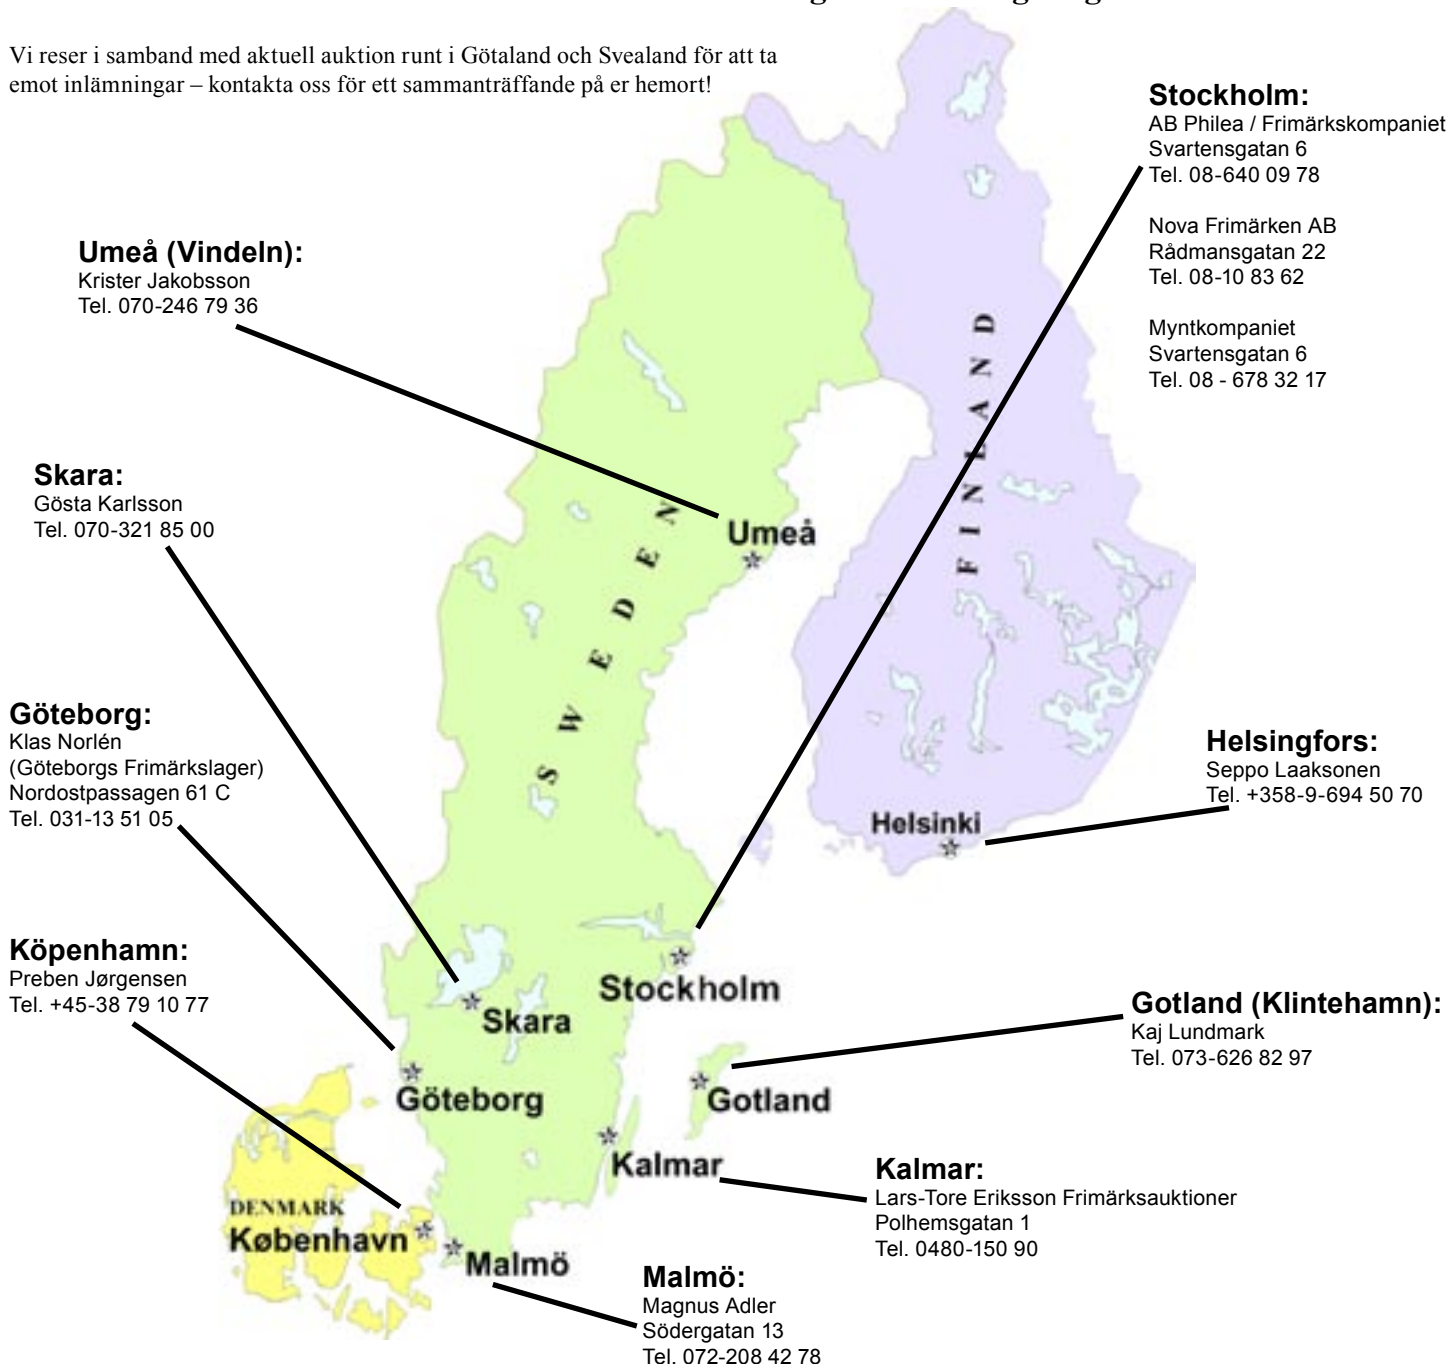 Vi reser i samband med aktuell auktion runt i Götaland och Svealand för att ta
emot inlämningar – kontakta oss för ett sammanträffande på er hemort!
Stockholm:
AB Philea / Frimärkskompaniet
Svartensgatan 6
Tel. 08-640 09 78
Nova Frimärken AB
Rådmansgatan 22
Tel. 08-10 83 62
Myntkompaniet
Svartensgatan 6
Tel. 08 - 678 32 17
Umeå (Vindeln):
Krister Jakobsson
Tel. 070-246 79 36
Skara:
Gösta Karlsson
Tel. 070-321 85 00
Göteborg:
Klas Norlén
(Göteborgs Frimärkslager)
Nordostpassagen 61 C
Tel. 031-13 51 05
Köpenhamn:
Preben Jørgensen
Tel. +45-38 79 10 77
Helsingfors:
Seppo Laaksonen
Tel. +358-9-694 50 70
Gotland (Klintehamn):
Kaj Lundmark
Tel. 073-626 82 97
Kalmar:
Lars-Tore Eriksson Frimärksauktioner
Polhemsgatan 1
Tel. 0480-150 90
Malmö:
Magnus Adler
Södergatan 13
Tel. 072-208 42 78
SWEDEN
FINLAND
DENMARK
Umeå
Helsinki
Stockholm
Skara
Göteborg
Gotland
Kalmar
København
Malmö